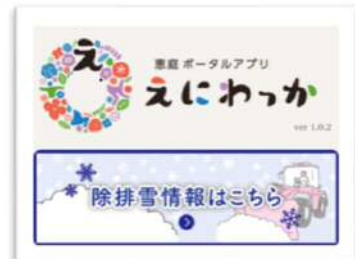 え
恵庭 ポータルアプリ
えにわっか
ver 1.0.2
除排雪情報はこちら